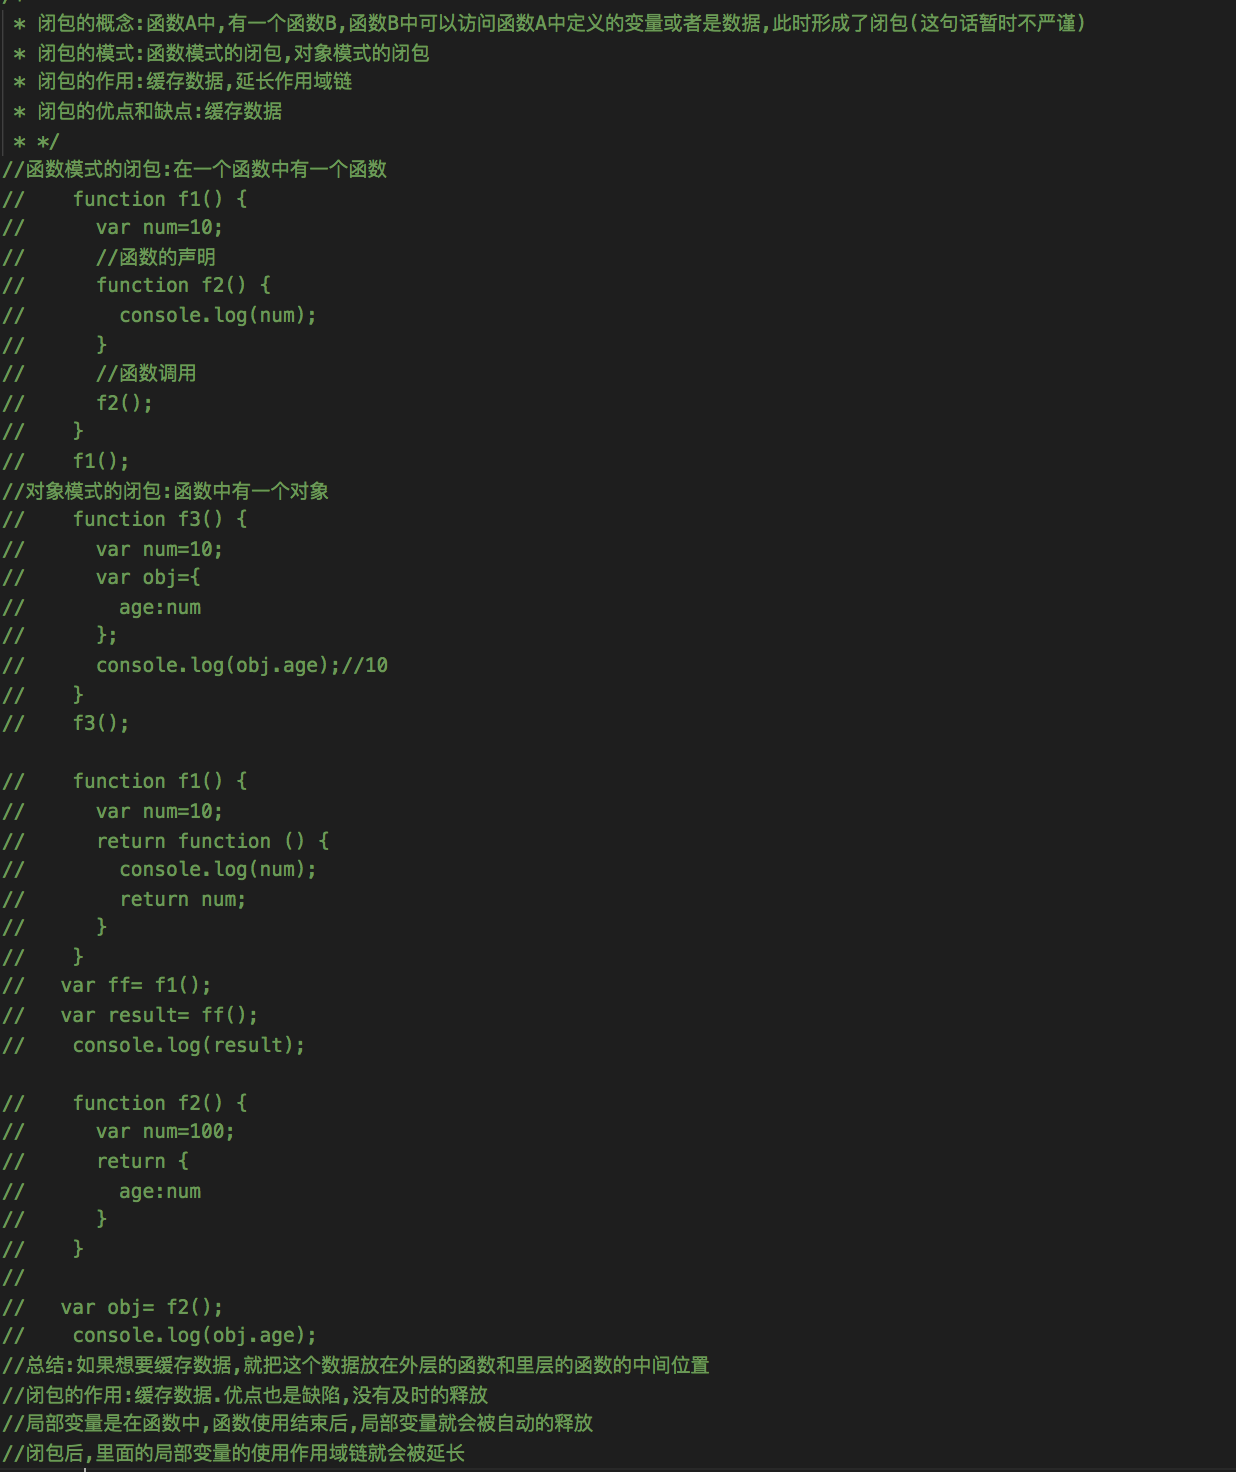 * 闭包的概念:函数A中,有一个函数B,函数B中可以访问函数A中定义的变量或者是数据,此时形成了闭包(这句话暂时不严谨)
* 闭包的模式:函数模式的闭包,对象模式的闭包
* 闭包的作用:缓存数据,延长作用域链
* 闭包的优点和缺点:缓存数据
* */
//函数模式的闭包:在一个函数中有一个函数
//    function f1() {
//      var num=10;
//      //函数的声明
//      function f2() {
//        console.log(num);
//      }
//      //函数调用
//      f2();
//    }
//    f1();
//对象模式的闭包:函数中有一个对象
//    function f3() {
//      var num=10;
//      var obj={
//        age:num
//      };
//      console.log(obj.age);//10
//    }
//    f3();
//    function f1() {
//      var num=10;
//      return function () {
//        console.log(num);
//        return num;
//      }
//    }
//   var ff= f1();
//   var result= ff();
//    console.log(result);
//    function f2() {
//      var num=100;
//      return {
//        age:num
//      }
//    }
//
//   var obj= f2();
//    console.log(obj.age);
//总结:如果想要缓存数据,就把这个数据放在外层的函数和里层的函数的中间位置
//闭包的作用:缓存数据.优点也是缺陷,没有及时的释放
//局部变量是在函数中,函数使用结束后,局部变量就会被自动的释放
//闭包后,里面的局部变量的使用作用域链就会被延长